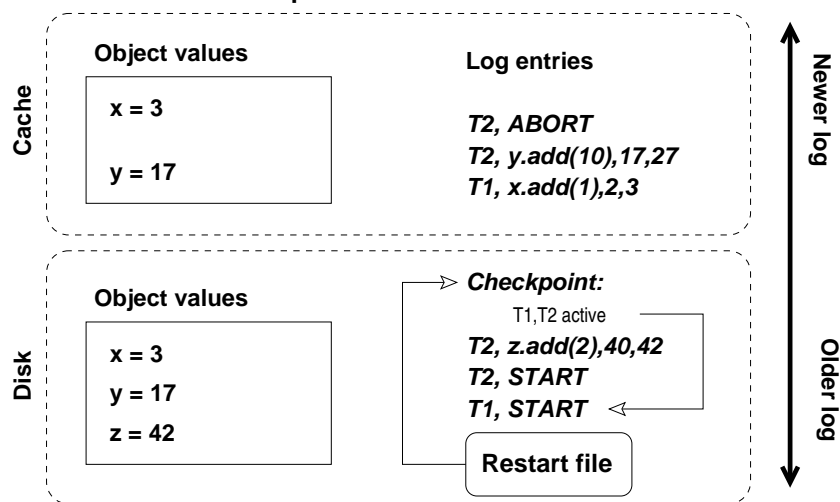 Cache
Object values
x = 3
y = 17
Log entries
T2, ABORT
T2, y.add(10),17,27
T1, x.add(1),2,3
Newer log
Disk
Object values
x = 3
y = 17
z = 42
Checkpoint:
T1,T2 active
T2, z.add(2),40,42
T2, START
T1, START
Restart file
Older log